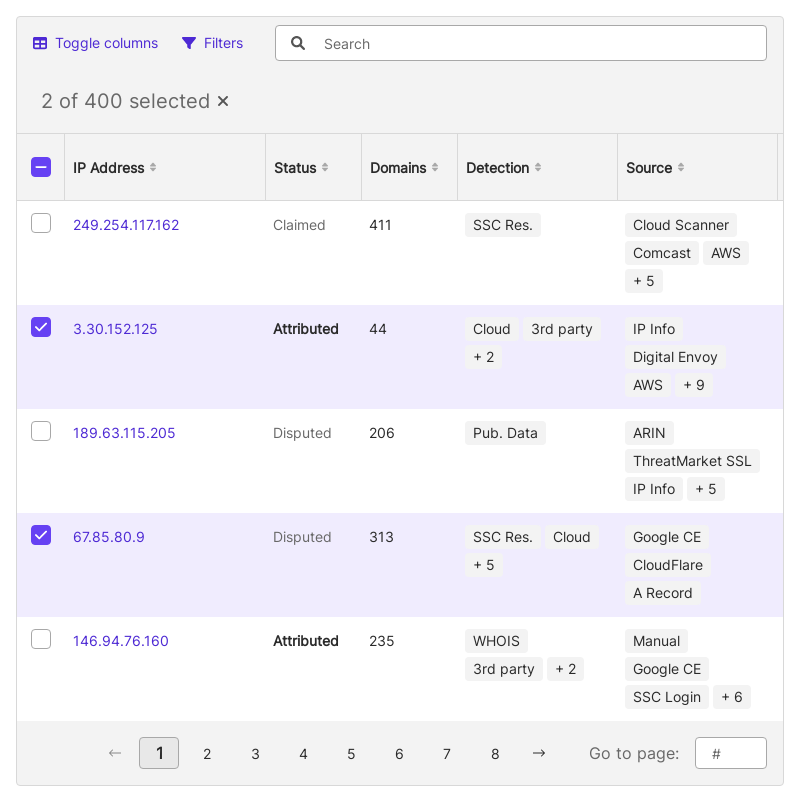 Toggle columns Filters Search
2 of 400 selected
IP Address Status Domains Detection Source
249.254.117.162 Claimed 411 SSC Res. Cloud Scanner
Comcast AWS
+ 5
3.30.152.125 Attributed 44 Cloud 3rd party IP Info
+ 2 Digital Envoy
AWS + 9
189.63.115.205 Disputed 206 Pub. Data ARIN
ThreatMarket SSL
IP Info + 5
67.85.80.9 Disputed 313 SSC Res. Cloud Google CE
+ 5 CloudFlare
A Record
146.94.76.160 Attributed 235 WHOIS Manual
3rd party + 2 Google CE
SSC Login + 6
1 2 3 4 5 6 7 8 Go to page: #